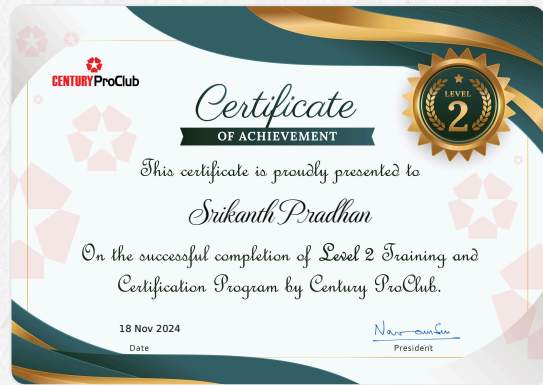 CENTURY ProClub
LEVEL
2
Certificate
OF ACHIEVEMENT
This certificate is proudly presented to
Srikanth Pradhan
On the successful completion of Level 2 Training and
Certification Program by Century ProClub.
18 Nov 2024
Date
President